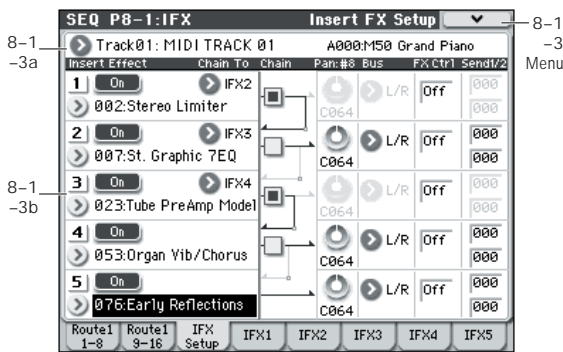 SEQ P8-1:IFX Insert FX Setup
8-1 -3 Menu
8-1 -3a
Track01: MIDI TRACK 01 A000:M50 Grand Piano
Insert Effect Chain To Chain Pan:#8 Bus FX Ctrl Send1/2
1 On IFX2 L/R Off 000
002:Stereo Limiter C064 000
2 On IFX3 L/R Off 000
007:St. Graphic 7EQ C064 000
8-1 -3b
3 On IFX4 L/R Off 000
023:Tube PreAmp Model C064 000
4 On L/R Off 000
053:Organ Vib/Chorus C064 000
5 On L/R Off 000
076:Early Reflections C064 000
Route1 1-8 Route1 9-16 IFX Setup IFX1 IFX2 IFX3 IFX4 IFX5